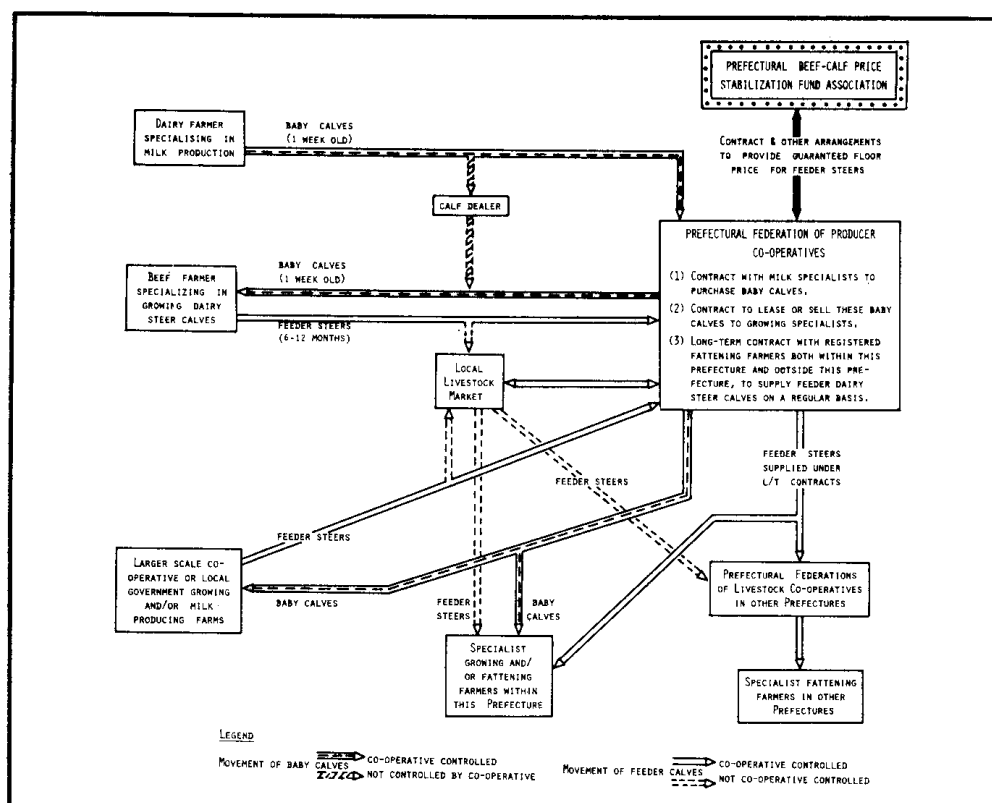 PREFECTURAL BEEF-CALF PRICE
STABILIZATION FUND ASSOCIATION
DAIRY FARMER
SPECIALISING IN
MILK PRODUCTION
BABY CALVES
(1 WEEK OLD)
CONTRACT & OTHER ARRANGEMENTS
TO PROVIDE GUARANTEED FLOOR
PRICE FOR FEEDER STEERS
CALF DEALER
PREFECTURAL FEDERATION OF PRODUCER
CO-OPERATIVES
(1) CONTRACT WITH MILK SPECIALISTS TO
PURCHASE BABY CALVES.
(2) CONTRACT TO LEASE OR SELL THESE BABY
CALVES TO GROWING SPECIALISTS.
(3) LONG-TERM CONTRACT WITH REGISTERED
FATTENING FARMERS BOTH WITHIN THIS
PREFECTURE AND OUTSIDE THIS PRE-
FECTURE, TO SUPPLY FEEDER DAIRY
STEER CALVES ON A REGULAR BASIS.
BEEF FARMER
SPECIALIZING IN
GROWING DAIRY
STEER CALVES
BABY CALVES
(1 WEEK OLD)
FEEDER STEERS
(6-12 MONTHS)
LOCAL
LIVESTOCK
MARKET
FEEDER STEERS
SUPPLIED UNDER
L/T CONTRACTS
FEEDER STEERS
FEEDER STEERS
LARGER SCALE CO-
OPERATIVE OR LOCAL
GOVERNMENT GROWING
AND/OR MILK
PRODUCING FARMS
BABY CALVES
FEEDER
STEERS
BABY
CALVES
PREFECTURAL FEDERATIONS
OF LIVESTOCK CO-OPERATIVES
IN OTHER PREFECTURES
SPECIALIST
GROWING AND/
OR FATTENING
FARMERS WITHIN
THIS PREFECTURE
SPECIALIST FATTENING
FARMERS IN OTHER
PREFECTURES
LEGEND
MOVEMENT OF BABY CALVES
CO-OPERATIVE CONTROLLED
NOT CONTROLLED BY CO-OPERATIVE
MOVEMENT OF FEEDER CALVES
CO-OPERATIVE CONTROLLED
NOT CO-OPERATIVE CONTROLLED